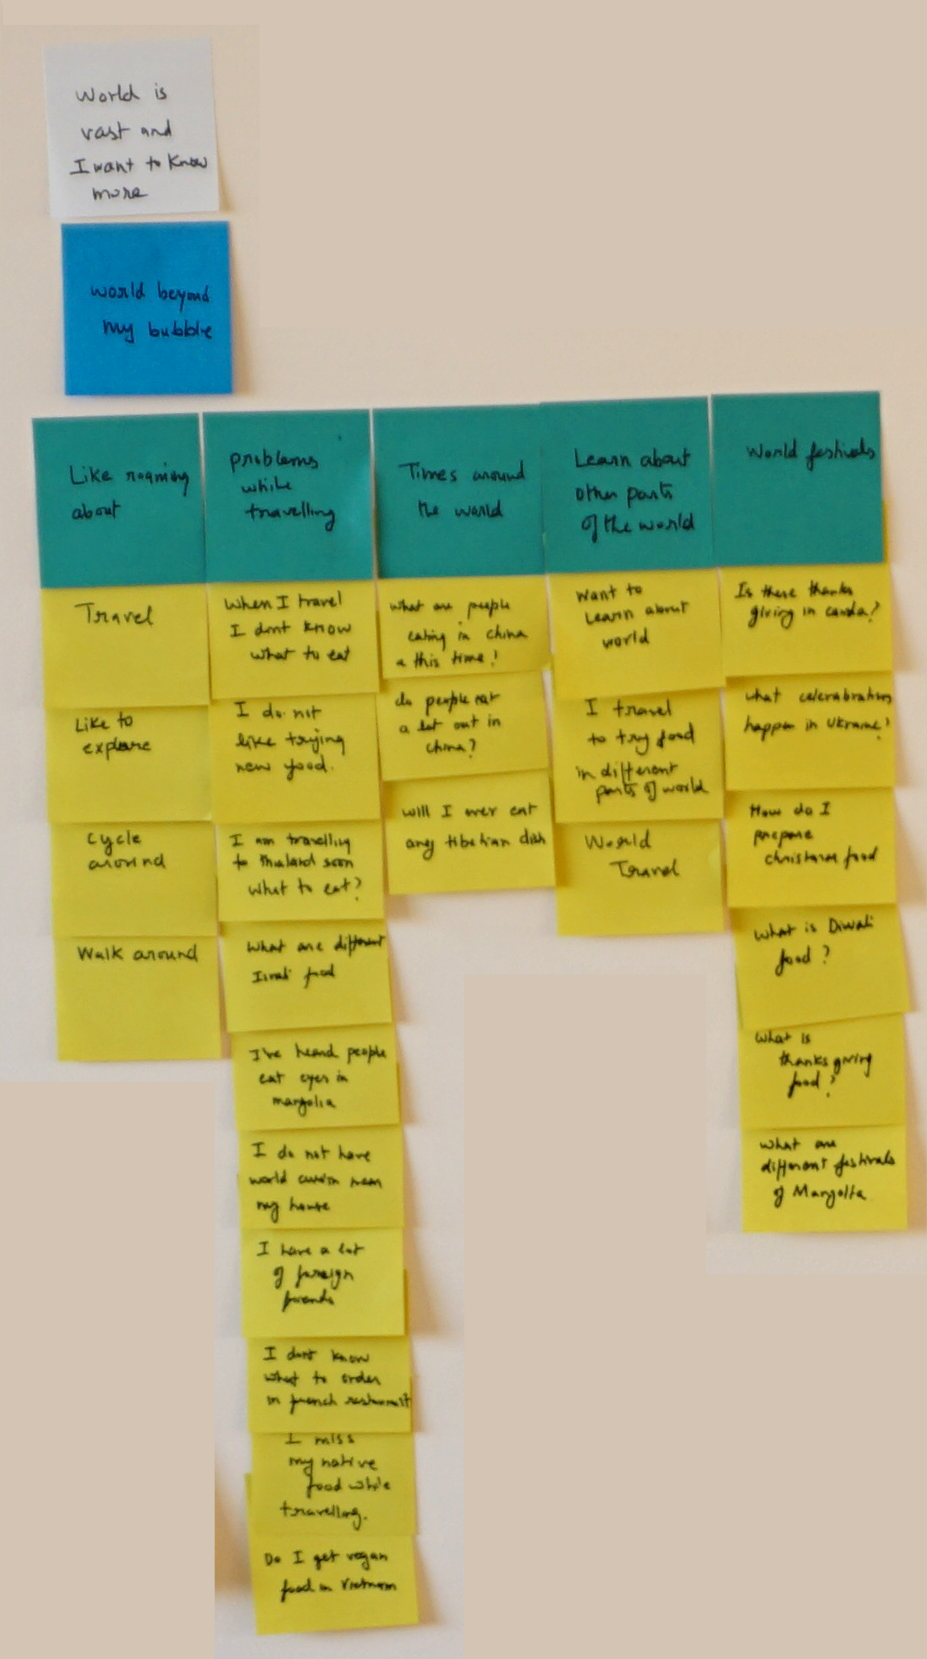 World is
vast and
I want to know
more
world beyond
my bubble
Like roaming
about
Travel
Like to
explore
cycle
around
Walk around
problems
while
travelling
When I travel
I dont know
what to eat
I do not
like trying
new food.
I am travelling
to thailand soon
what to eat?
What are different
food
I've heard people
eat eyes in
mangolia
I do not have
world near
my house
I have a lot
of foreign
friends
I dont know
what to order
in french restaurant
I miss
my native
food while
travelling.
Do I get vegan
food in Vietnam
Times around
the world
what are people
eating in china
a this time!
do people eat
a lot out in
china?
will I ever eat
any tibetian dish
Learn about
other parts
of the world
Want to
Learn about
world
I travel
to try food
in different
parts of world
World
Travel
World festivals
Is there thanks
giving in canda?
what
happen in Ukraine?
How do I
prepare
christmas food
What is Diwali
food?
What is
thanks giving
food?
What are
different festivals
of Mangolia